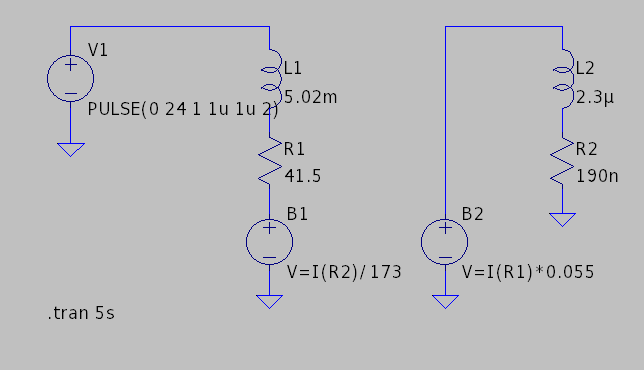 V1
PULSE(0 24 1 1u 1u 2)
L1
5.02m
R1
41.5
B1
V=I(R2)/173
L2
2.3µ
R2
190n
B2
V=I(R1)*0.055
.tran 5s